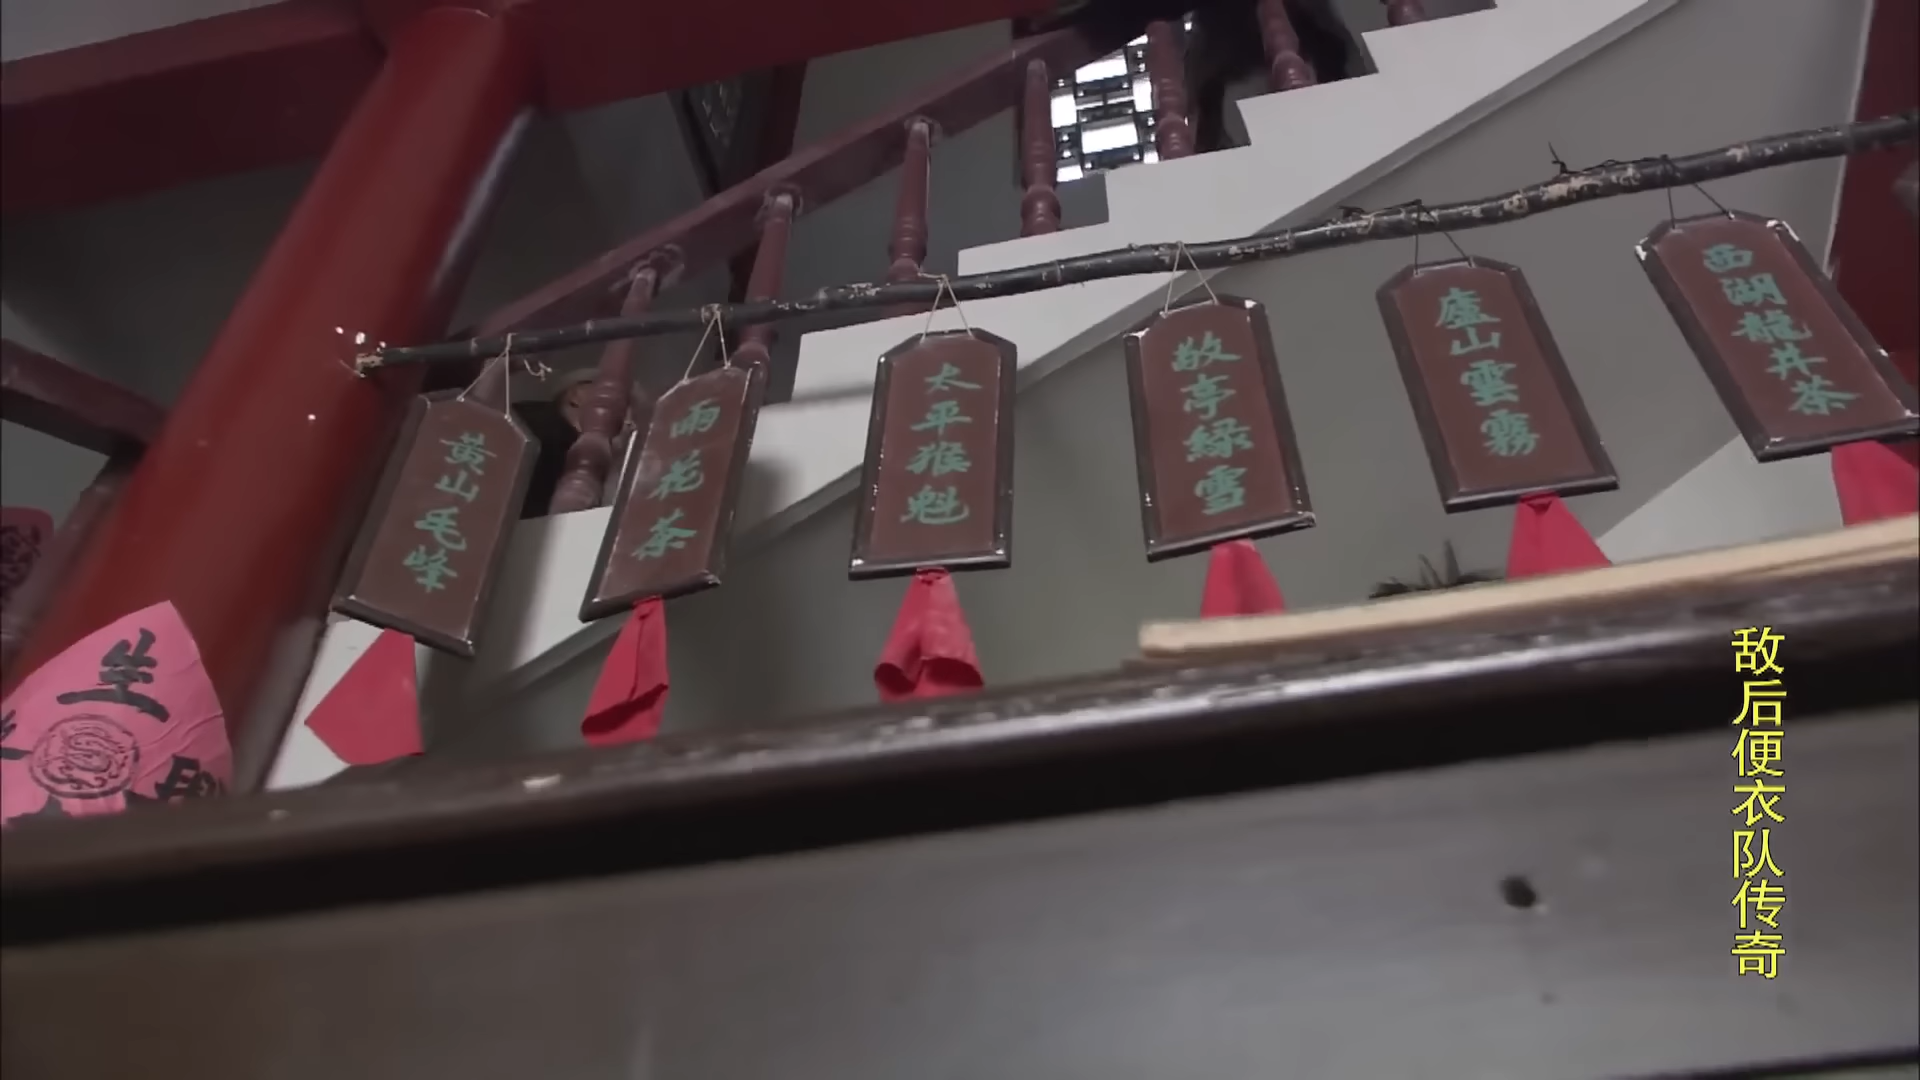 黄山毛峰
雨花茶
太平猴魁
敬亭綠雪
廬山雲霧
西湖龍井茶
生
敌后便衣队传奇